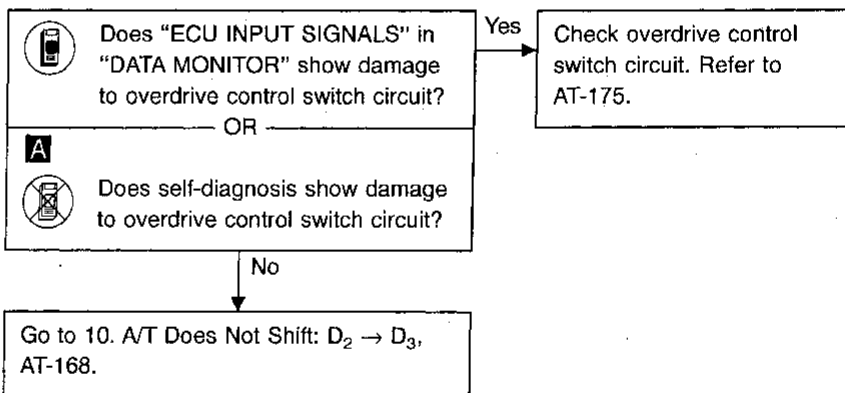 Does “ECU INPUT SIGNALS” in
“DATA MONITOR” show damage
to overdrive control switch circuit?
Yes
Check overdrive control
switch circuit. Refer to
AT-175.
OR
A
Does self-diagnosis show damage
to overdrive control switch circuit?
No
Go to 10. A/T Does Not Shift: D₂ → D₃,
AT-168.